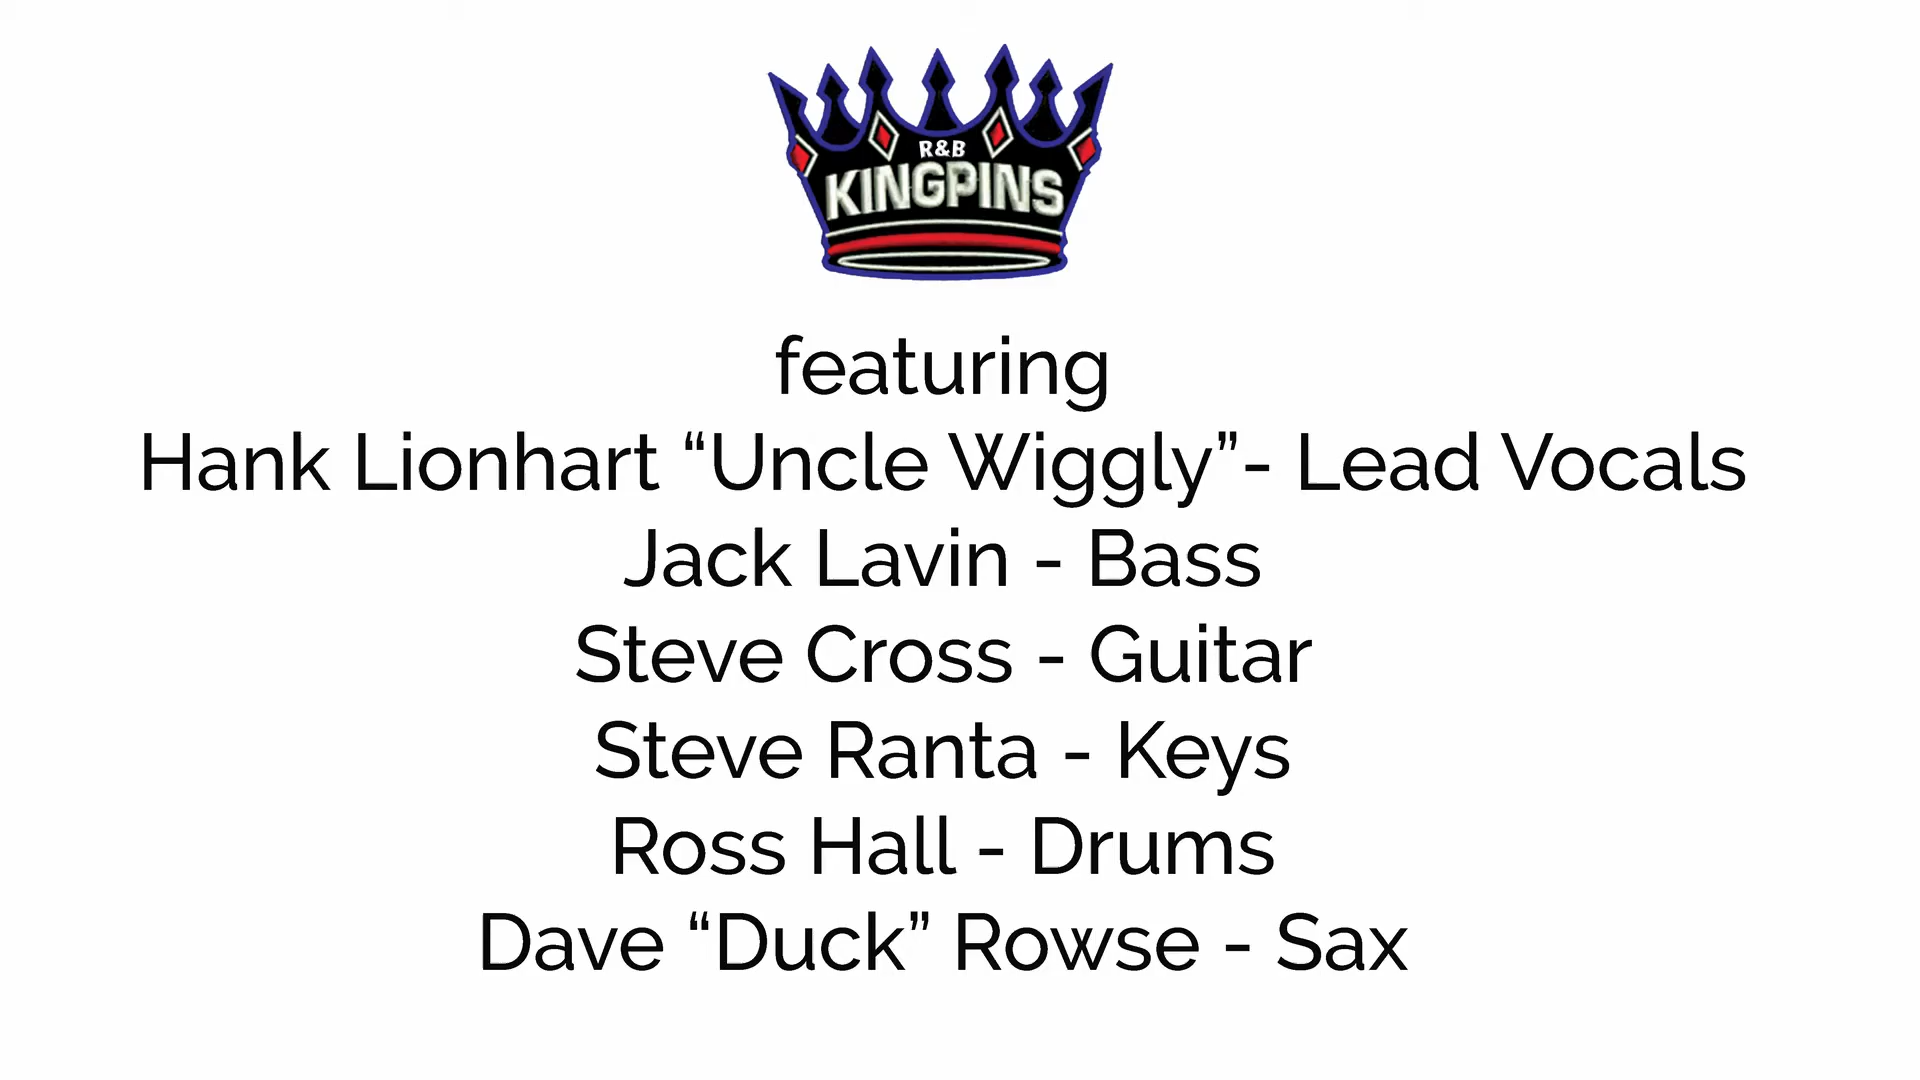 R&B
KINGPINS
featuring
Hank Lionhart “Uncle Wiggly”- Lead Vocals
Jack Lavin - Bass
Steve Cross - Guitar
Steve Ranta - Keys
Ross Hall - Drums
Dave “Duck” Rowse - Sax